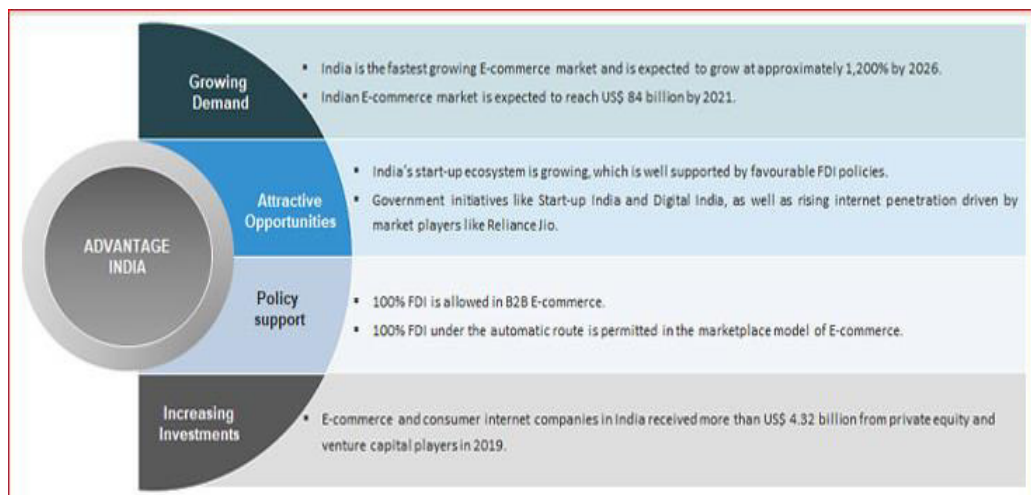 ADVANTAGE
INDIA
Growing
Demand
▪ India is the fastest growing E-commerce market and is expected to grow at approximately 1,200% by 2026.
▪ Indian E-commerce market is expected to reach US$ 84 billion by 2021.
Attractive
Opportunities
▪ India's start-up ecosystem is growing, which is well supported by favourable FDI policies.
▪ Government initiatives like Start-up India and Digital India, as well as rising internet penetration driven by
market players like Reliance Jio.
Policy
support
▪ 100% FDI is allowed in B2B E-commerce.
▪ 100% FDI under the automatic route is permitted in the marketplace model of E-commerce.
Increasing
Investments
▪ E-commerce and consumer internet companies in India received more than US$ 4.32 billion from private equity and
venture capital players in 2019.